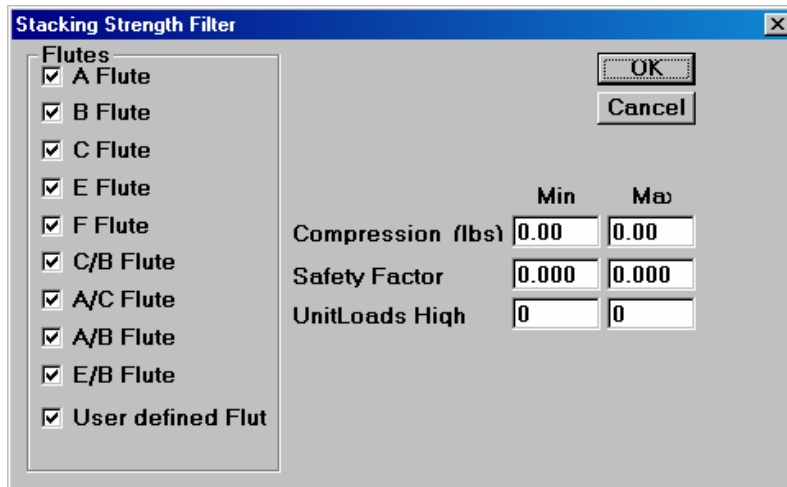 Stacking Strength Filter
Flutes
A Flute
B Flute
C Flute
E Flute
F Flute
C/B Flute
A/C Flute
A/B Flute
E/B Flute
User defined Flut
OK
Cancel
Min Max
Compression (lbs) 0.00 0.00
Safety Factor 0.000 0.000
UnitLoads High 0 0